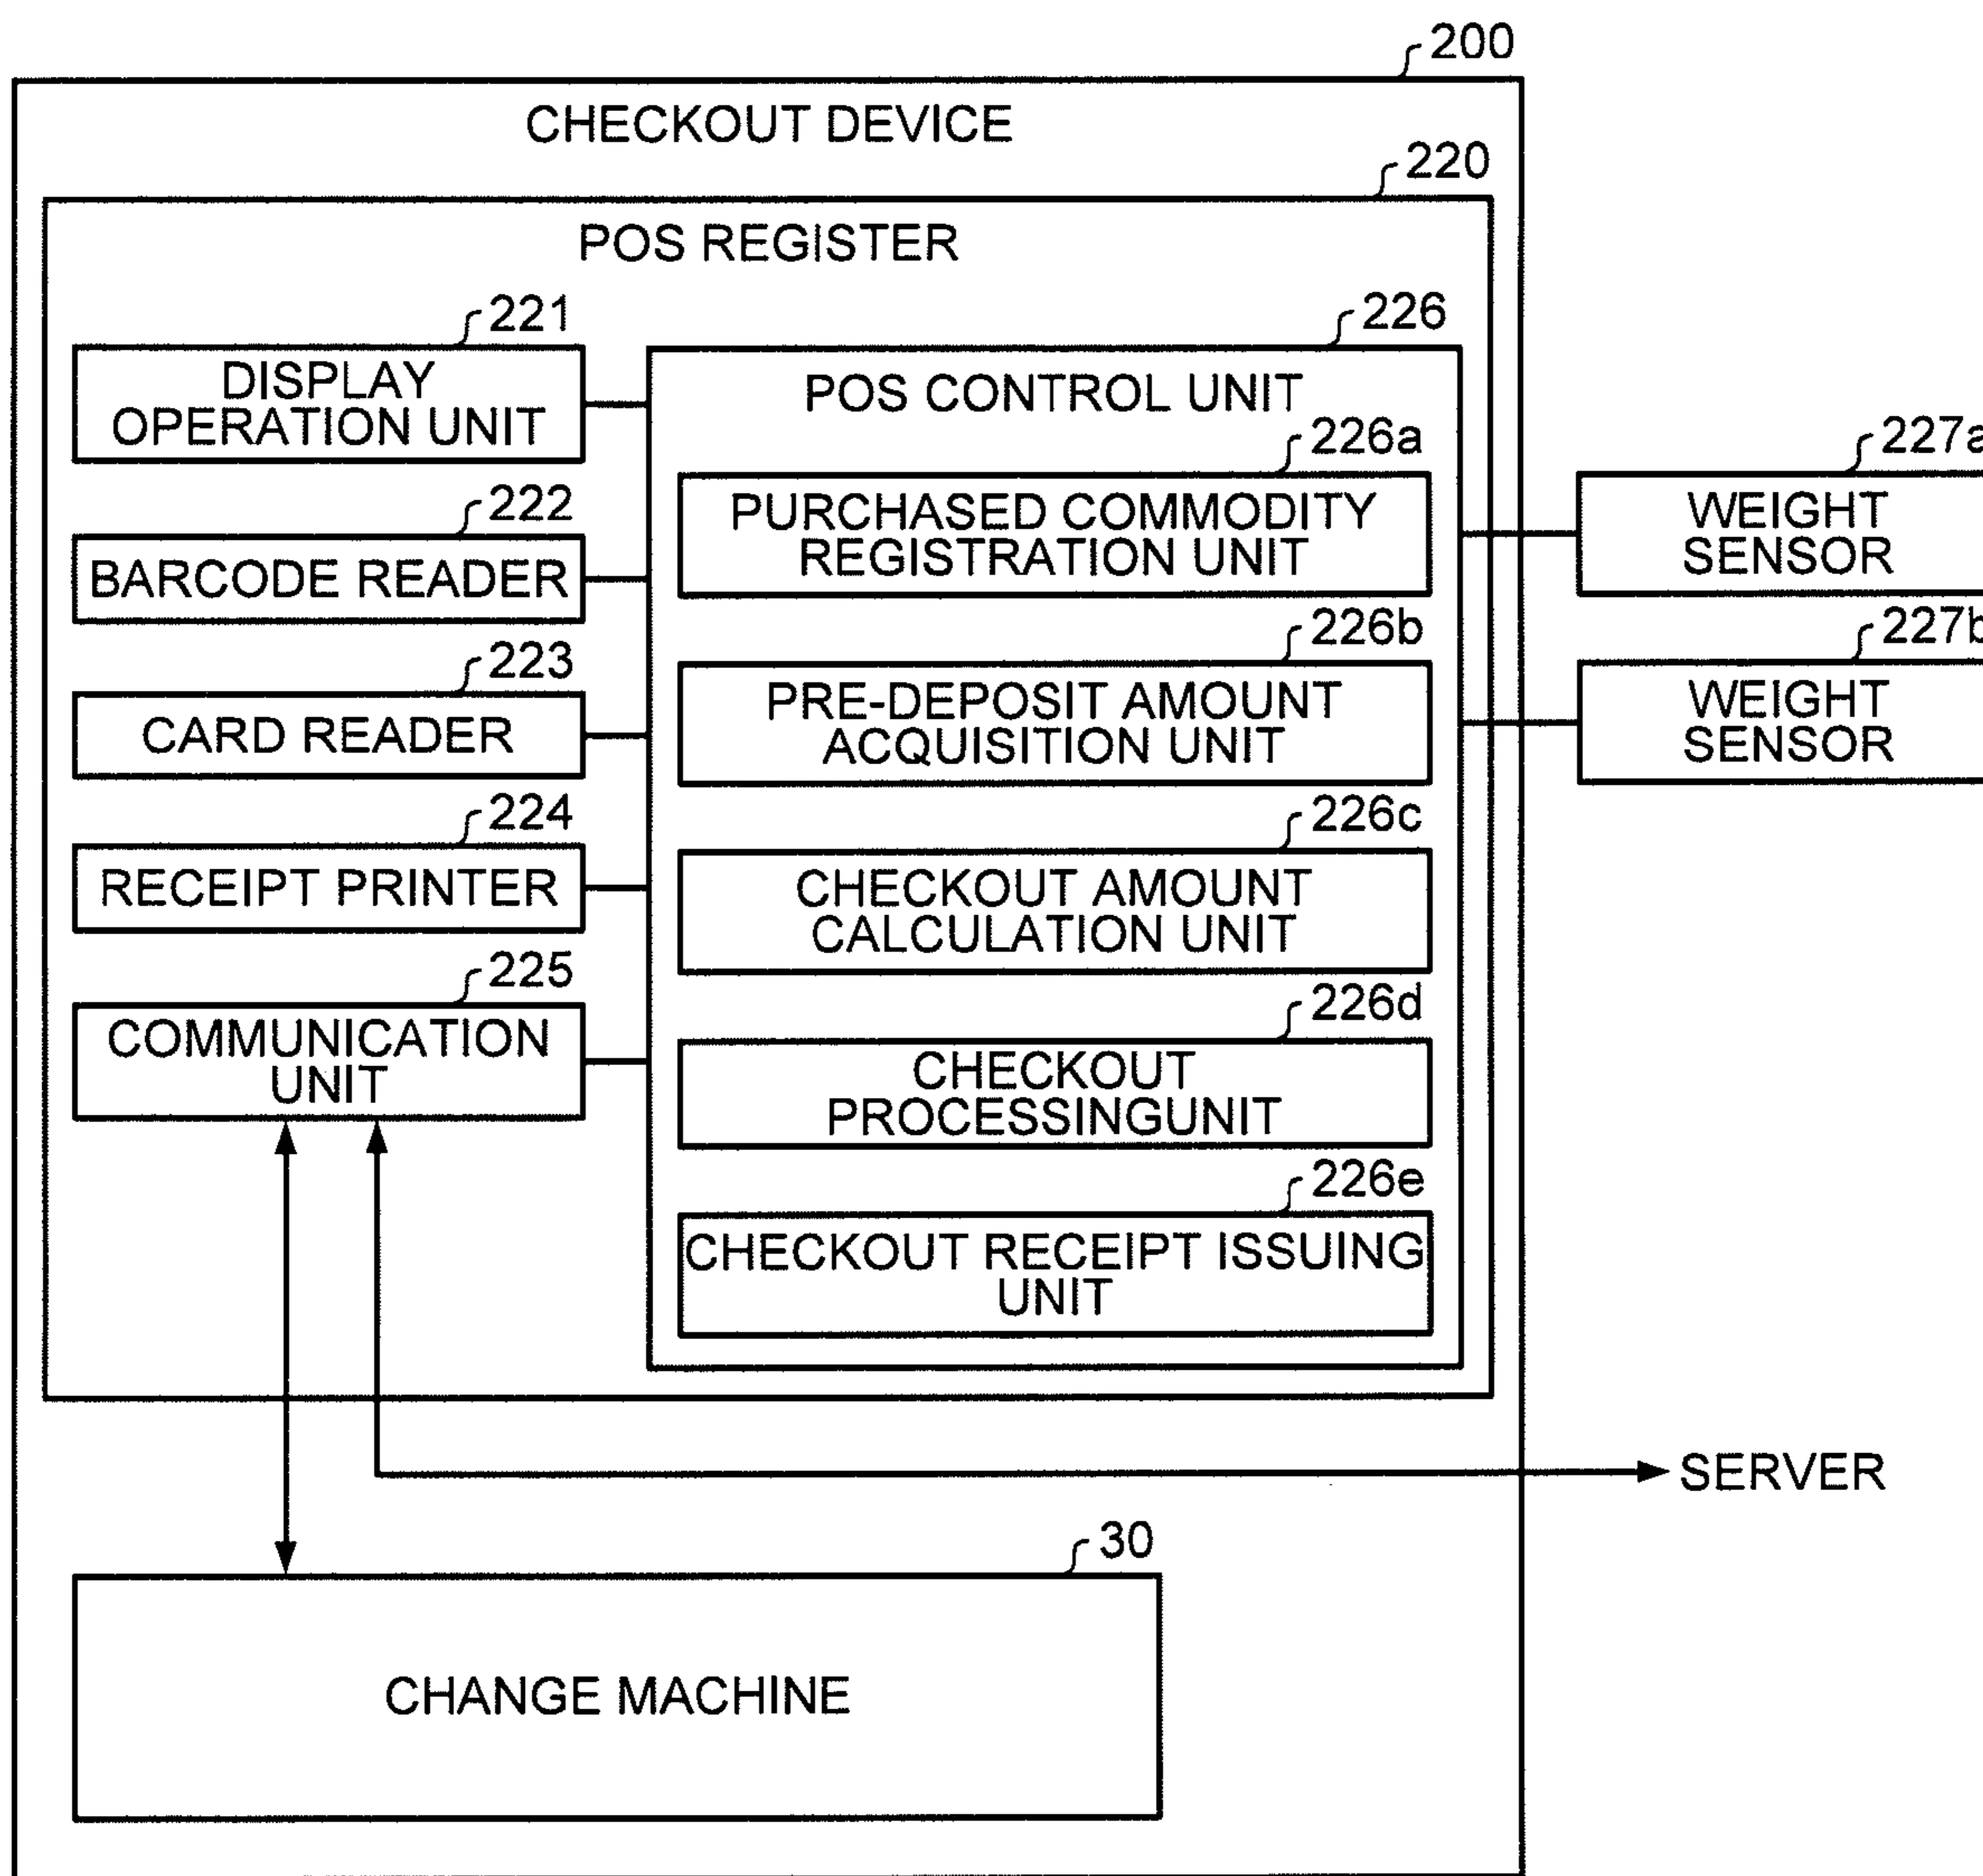 200
CHECKOUT DEVICE
220
POS REGISTER
221
DISPLAY
OPERATION UNIT
222
BARCODE READER
223
CARD READER
224
RECEIPT PRINTER
225
COMMUNICATION
UNIT
226
POS CONTROL UNIT
226a
PURCHASED COMMODITY
REGISTRATION UNIT
226b
PRE-DEPOSIT AMOUNT
ACQUISITION UNIT
226c
CHECKOUT AMOUNT
CALCULATION UNIT
226d
CHECKOUT
PROCESSINGUNIT
226e
CHECKOUT RECEIPT ISSUING
UNIT
227a
WEIGHT
SENSOR
227b
WEIGHT
SENSOR
SERVER
30
CHANGE MACHINE